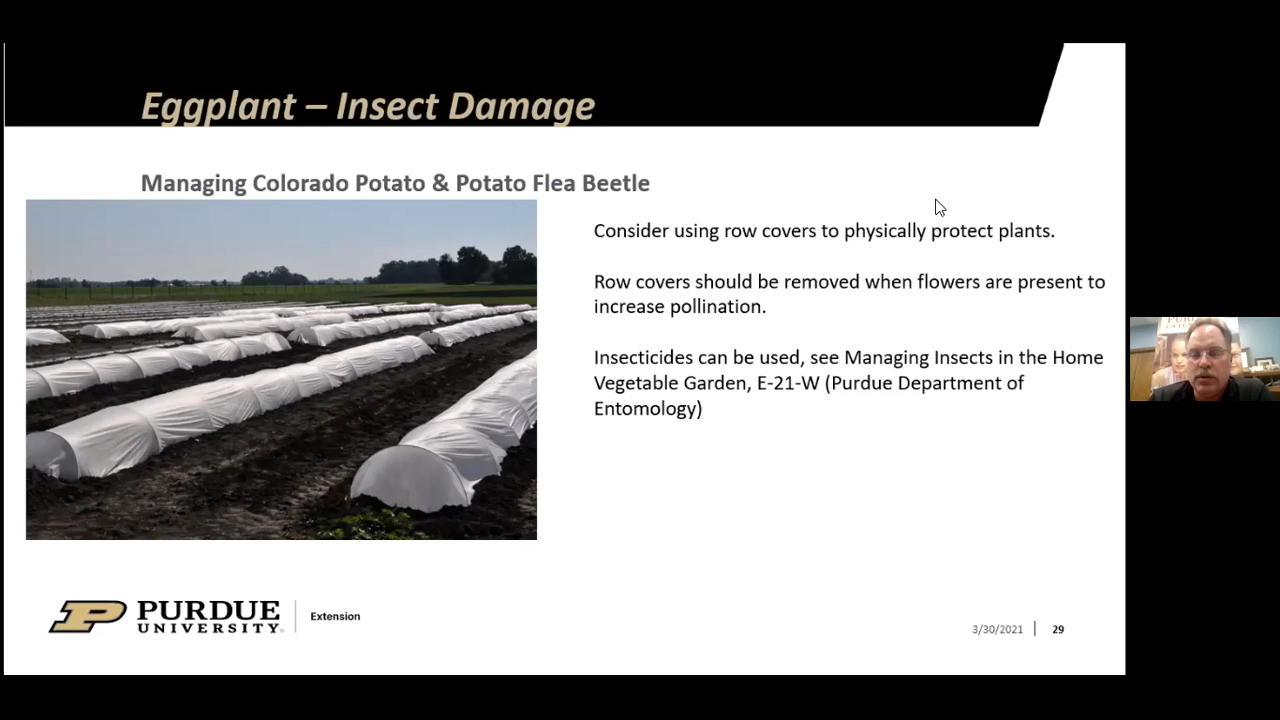 Eggplant – Insect Damage
Managing Colorado Potato & Potato Flea Beetle
Consider using row covers to physically protect plants.
Row covers should be removed when flowers are present to
increase pollination.
Insecticides can be used, see Managing Insects in the Home
Vegetable Garden, E-21-W (Purdue Department of
Entomology)
PURDUE
UNIVERSITY
Extension
3/30/2021
29